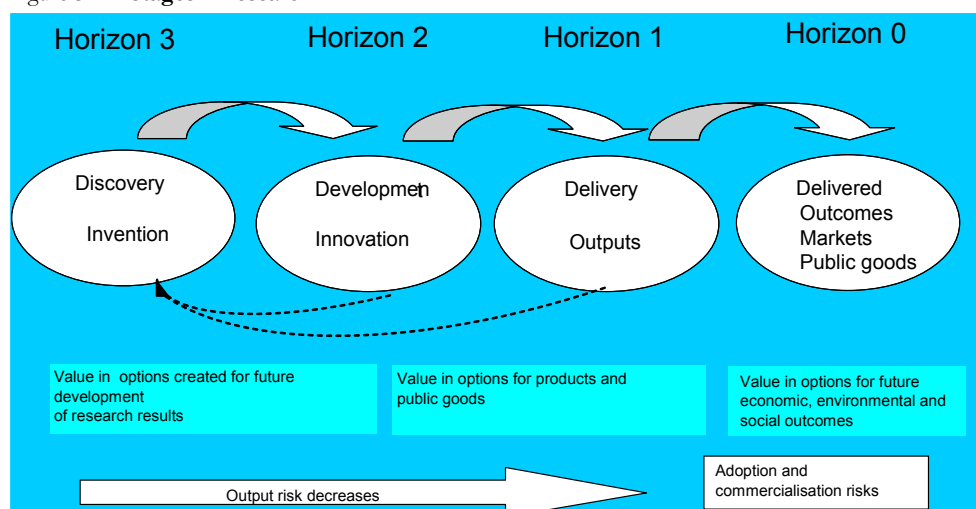 Horizon 3
Horizon 2
Horizon 1
Horizon 0
Discovery
Invention
Development
Innovation
Delivery
Outputs
Delivered
Outcomes
Markets
Public goods
Value in options created for future
development
of research results
Value in options for products and
public goods
Value in options for future
economic, environmental and
social outcomes
Output risk decreases
Adoption and
commercialisation risks